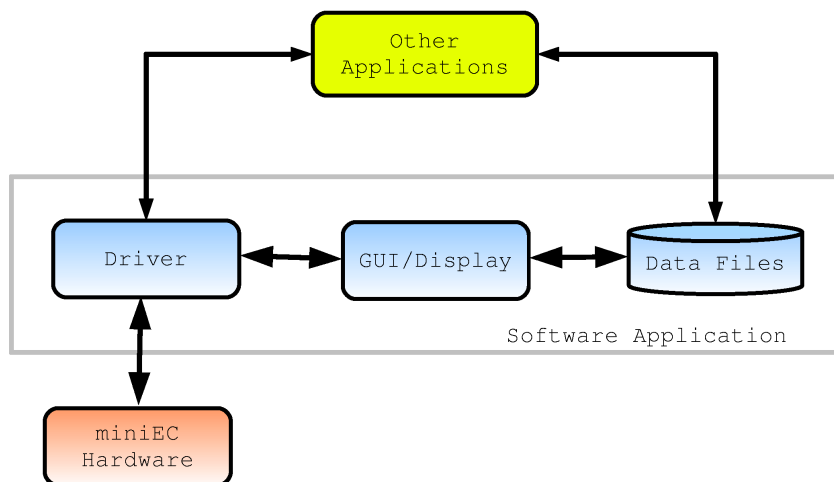 Other
Applications
Driver
GUI/Display
Data Files
Software Application
miniEC
Hardware